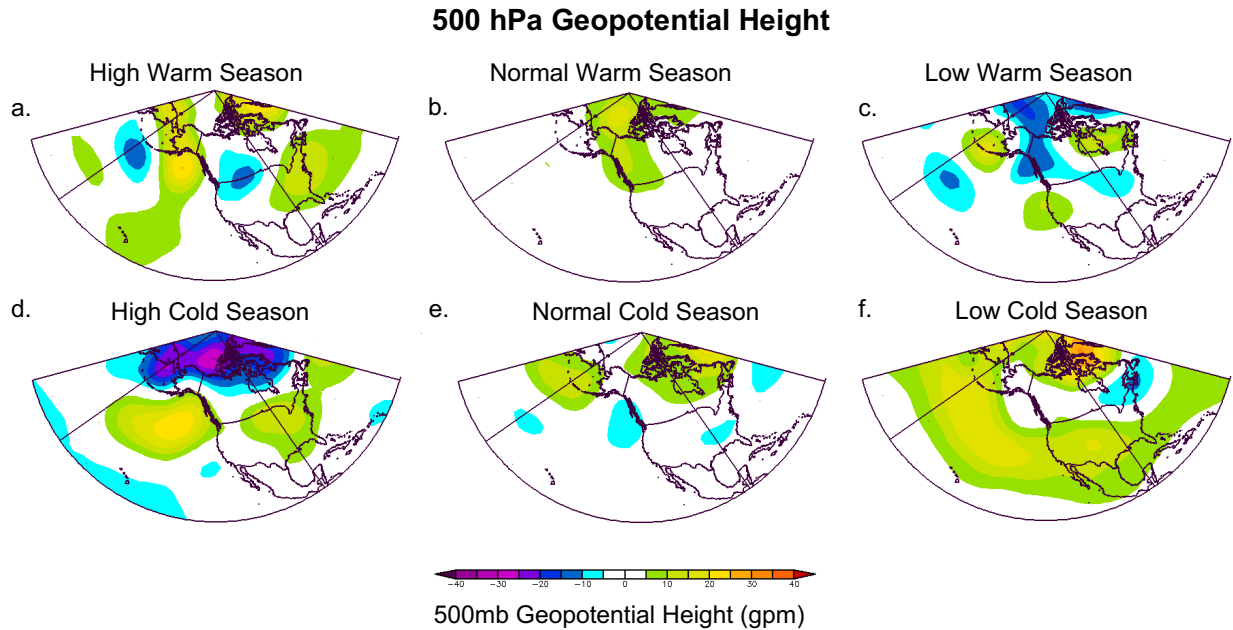 500 hPa Geopotential Height
High Warm Season
Normal Warm Season
Low Warm Season
a.
b.
c.
d.
High Cold Season
e.
Normal Cold Season
f.
Low Cold Season
-40 -30 -20 -10 0 10 20 30 40
500mb Geopotential Height (gpm)